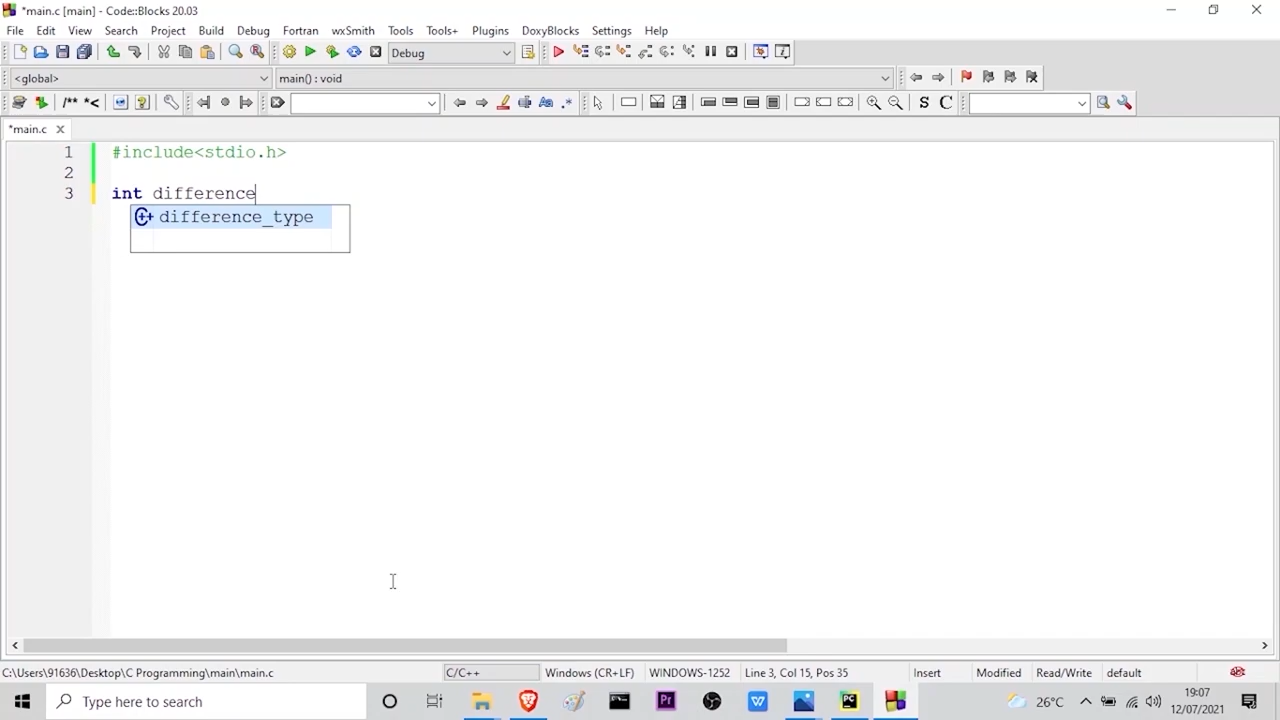 *main.c [main] - Code::Blocks 20.03
File Edit View Search Project Build Debug Fortran wxSmith Tools Tools+ Plugins DoxyBlocks Settings Help
Debug
<global> main() : void
/** *<
S C
*main.c
1 #include<stdio.h>
2
3 int difference
difference_type
C:\Users\91636\Desktop\C Programming\main\main.c C/C++ Windows (CR+LF) WINDOWS-1252 Line 3, Col 15, Pos 35 Insert Modified Read/Write default
Type here to search 26°C 19:07
12/07/2021